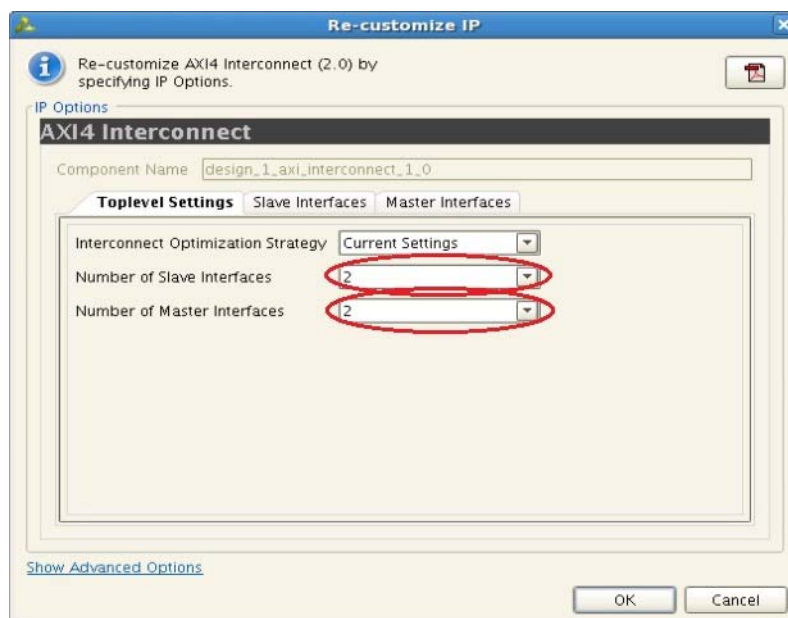 Re-customize IP
Re-customize AXI4 Interconnect (2.0) by
specifying IP Options.
IP Options
AXI4 Interconnect
Component Name design_1_axi_interconnect_1_0
Toplevel Settings Slave Interfaces Master Interfaces
Interconnect Optimization Strategy Current Settings
Number of Slave Interfaces 2
Number of Master Interfaces 2
Show Advanced Options
OK Cancel